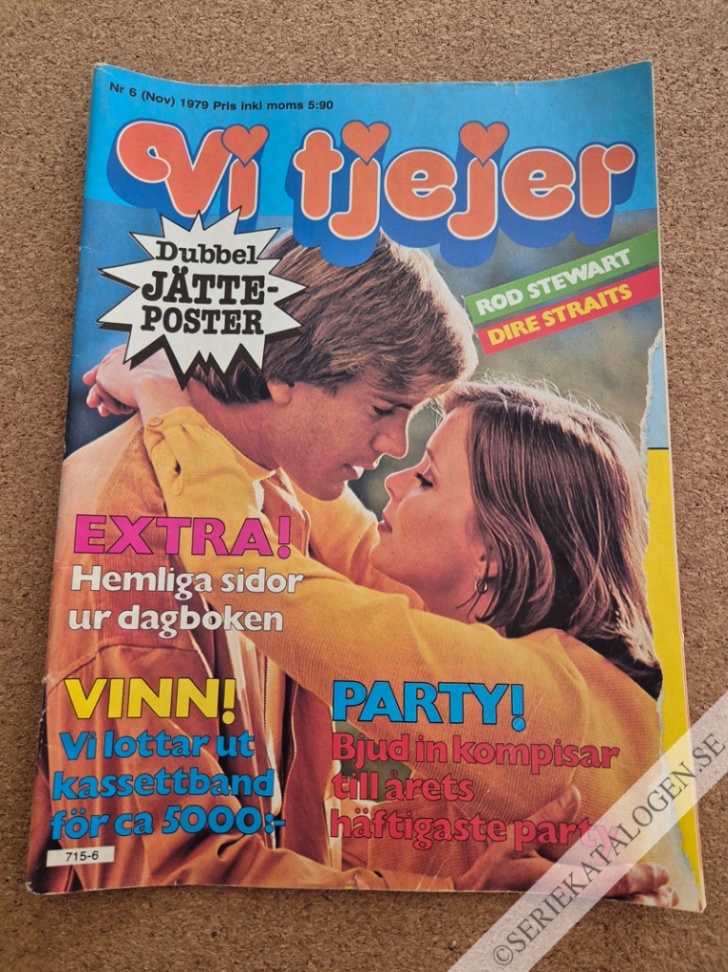 Nr 6 (Nov) 1979 Pris inkl moms 5:90
Vi tjejer
Dubbel
JÄTTE-
POSTER
ROD STEWART
DIRE STRAITS
EXTRA!
Hemliga sidor
ur dagboken
VINN!
Vi lottar ut
kassettband
för ca 5000:-
PARTY!
Bjud in kompisar
till årets
häftigaste party
715-6
©SERIEKATALOGEN.SE